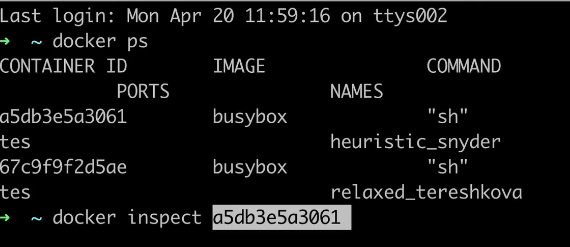 Last login: Mon Apr 20 11:59:16 on ttys002
➜ ~ docker ps
CONTAINER ID IMAGE COMMAND
PORTS NAMES
a5db3e5a3061 busybox "sh"
tes heuristic_snyder
67c9f9f2d5ae busybox "sh"
tes relaxed_tereshkova
➜ ~ docker inspect a5db3e5a3061